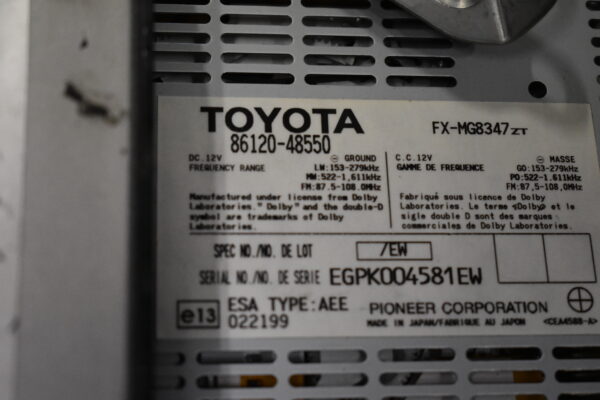 TOYOTA
86120-48550
FX-MG8347ZT
DC.12V ⊖ GROUND
FREQUENCY RANGE LW:153-279kHz
MW:522-1,611kHz
FM:87.5-108.0MHz
Manufactured under license from Dolby
Laboratories. "Dolby" and the double-D
symbol are trademarks of Dolby
Laboratories.
C.C.12V ⊖ MASSE
GAMME DE FREQUENCE GO:153-279kHz
PO:522-1.611kHz
FM:87,5-108,0MHz
Fabriqué sous licence de Dolby
Laboratories. Le terme «Dolby» et le
sigle double D sont des marques
commerciales de Dolby Laboratories.
SPEC NO./NO. DE LOT /EW
SERIAL NO./NO. DE SERIE EGPK004581EW
e13 ESA TYPE:AEE
022199
PIONEER CORPORATION
MADE IN JAPAN/FABRIQUE AU JAPON <CEA4588-A>